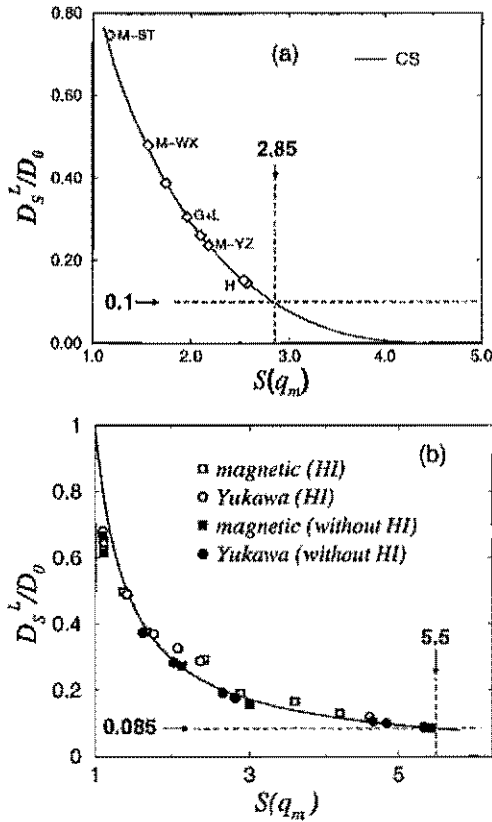 0.80
0.60
0.40
0.20
0.00
D_S^L/D_0
M-ST
M-WX
G+L
M-YZ
H
(a)
CS
2.85
0.1
1.0
2.0
3.0
4.0
5.0
S(q_m)
1
0.8
0.6
0.4
0.2
0
D_S^L/D_0
(b)
magnetic (HI)
Yukawa (HI)
magnetic (without HI)
Yukawa (without HI)
5.5
0.085
1
3
5
S(q_m)